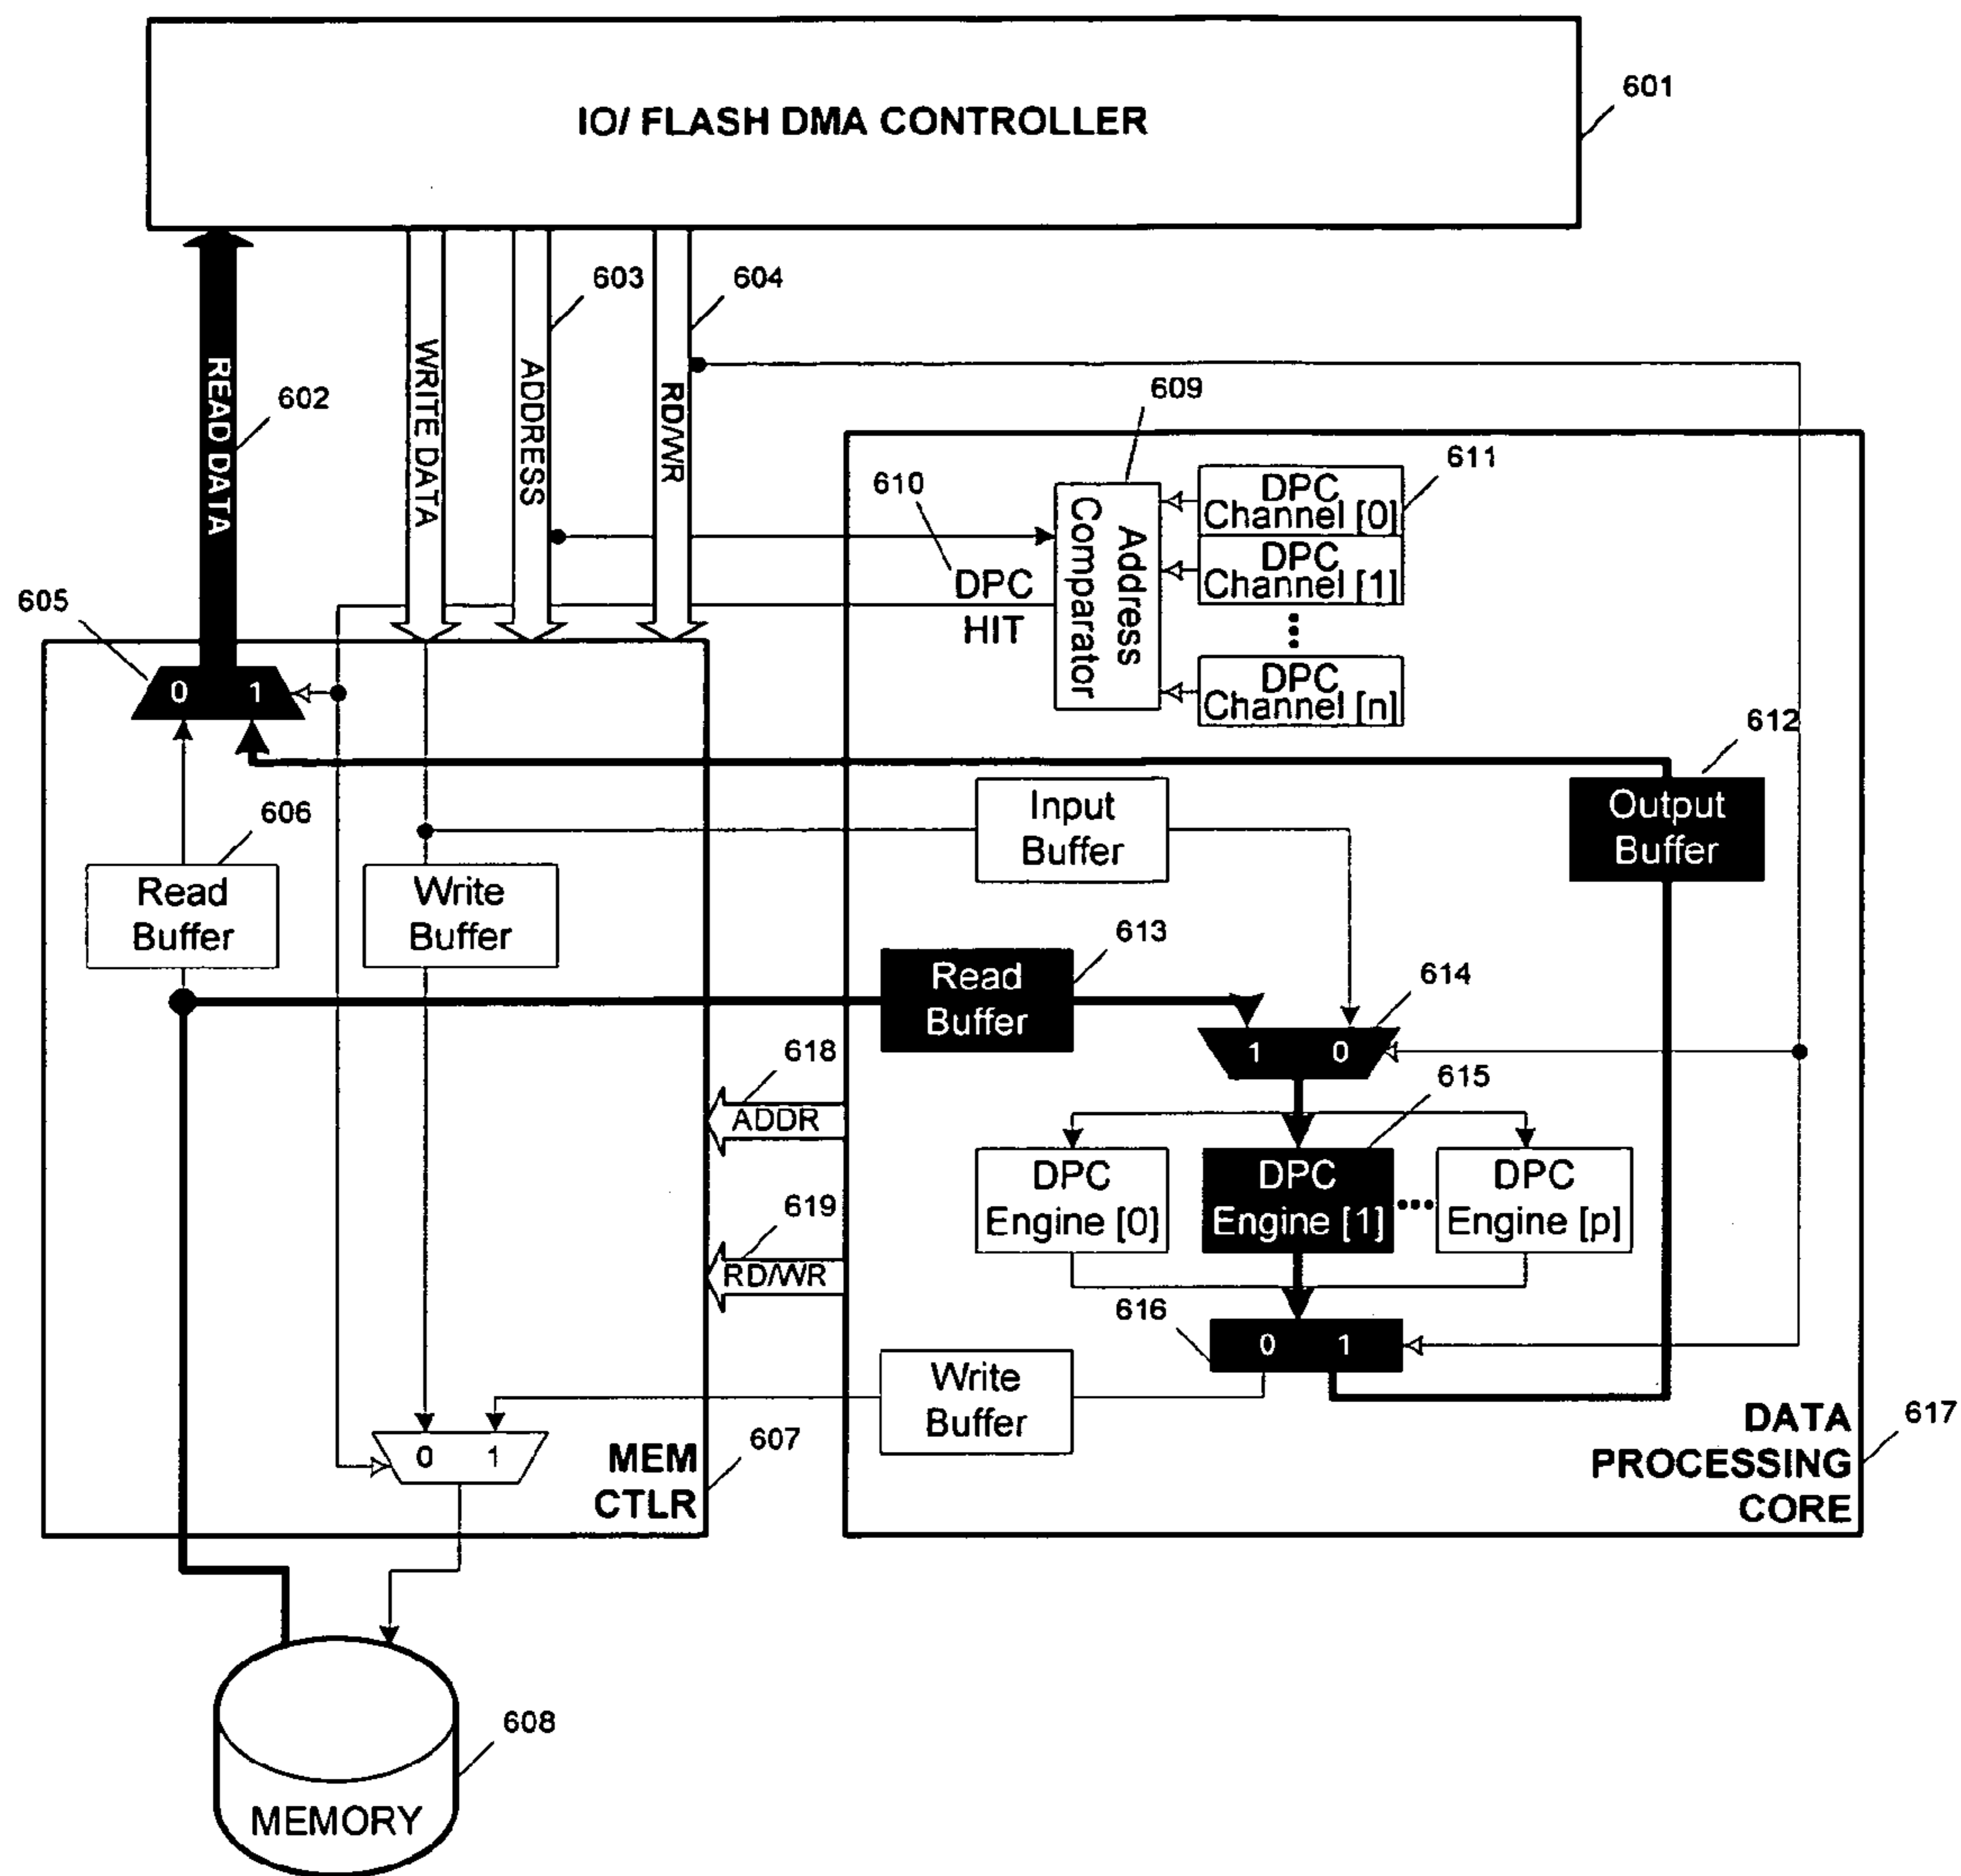 IO/ FLASH DMA CONTROLLER
601
603
604
READ DATA
602
WRITE DATA
ADDRESS
RD/WR
609
610
DPC
HIT
Address
Comparator
DPC
Channel [0]
611
DPC
Channel [1]
DPC
Channel [n]
605
0 1
612
606
Input
Buffer
Output
Buffer
Read
Buffer
Write
Buffer
613
Read
Buffer
614
1 0
618
ADDR
615
DPC
Engine [0]
DPC
Engine [1]
DPC
Engine [p]
619
RD/WR
616
0 1
Write
Buffer
0 1
MEM
CTLR
607
DATA
PROCESSING
CORE
617
608
MEMORY